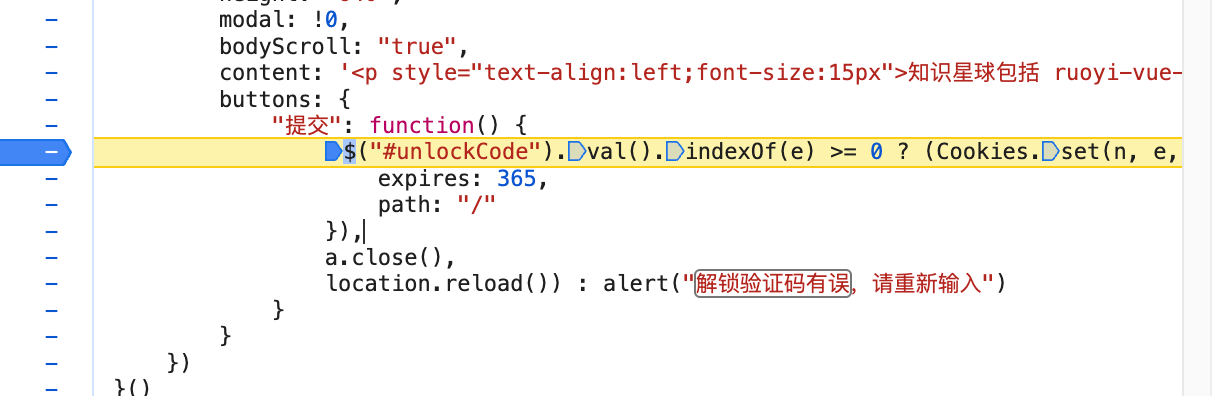 modal: !0,
bodyScroll: "true",
content: '<p style="text-align:left;font-size:15px">知识星球包括 ruoyi-vue-
buttons: {
"提交": function() {
$("#unlockCode").val().indexOf(e) >= 0 ? (Cookies.set(n, e,
expires: 365,
path: "/"
}),
a.close(),
location.reload()) : alert("解锁验证码有误，请重新输入")
}
}
})
}()